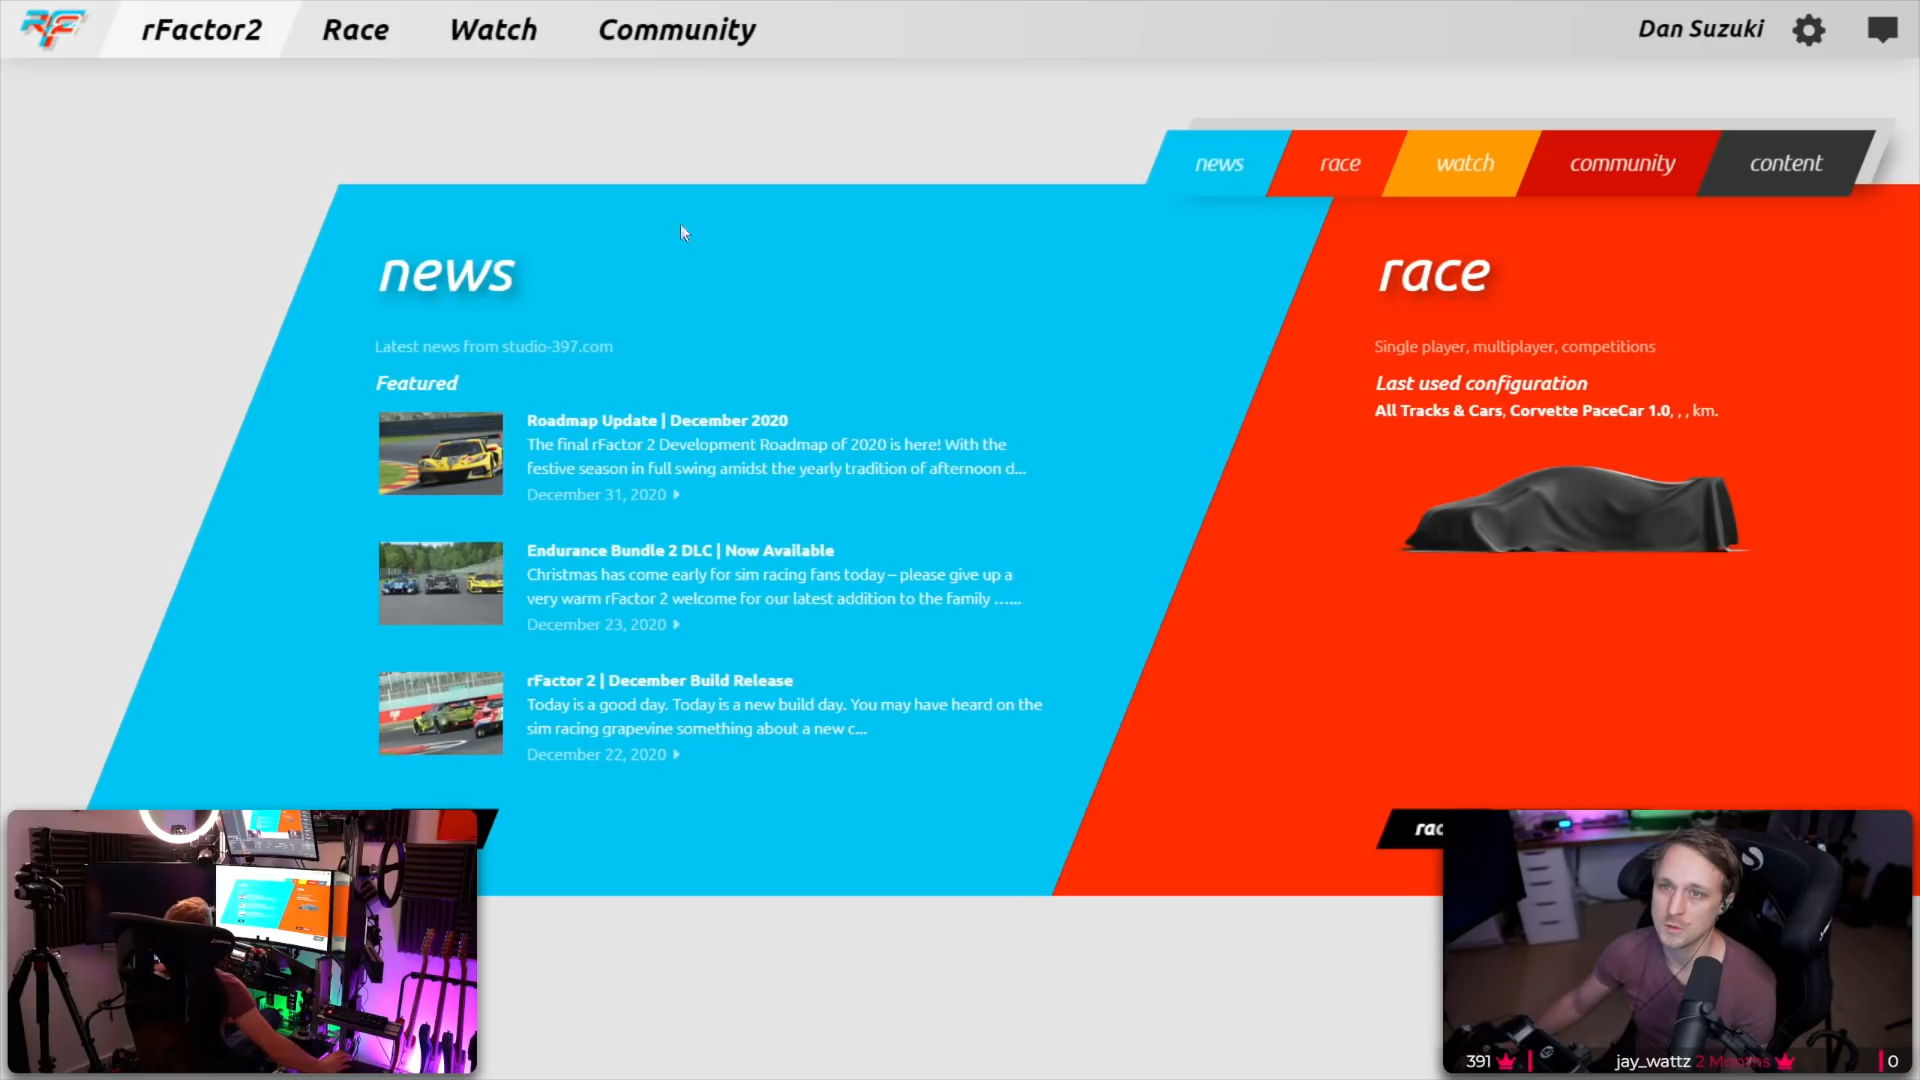 rF2
rFactor2
Race
Watch
Community
Dan Suzuki
news
race
watch
community
content
news
Latest news from studio-397.com
Featured
Roadmap Update | December 2020
The final rFactor 2 Development Roadmap of 2020 is here! With the
festive season in full swing amidst the yearly tradition of afternoon d...
December 31, 2020
Endurance Bundle 2 DLC | Now Available
Christmas has come early for sim racing fans today – please give up a
very warm rFactor 2 welcome for our latest addition to the family …...
December 23, 2020
rFactor 2 | December Build Release
Today is a good day. Today is a new build day. You may have heard on the
sim racing grapevine something about a new c...
December 22, 2020
race
Single player, multiplayer, competitions
Last used configuration
All Tracks & Cars, Corvette PaceCar 1.0, , , km.
rac
391
jay_wattz 2 Months
0